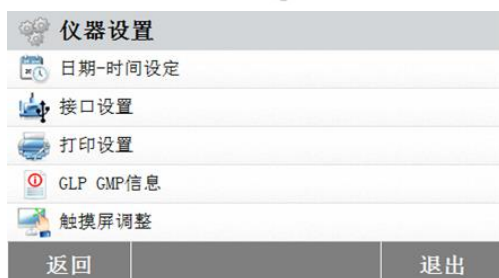 仪器设置
日期-时间设定
接口设置
打印设置
GLP GMP信息
触摸屏调整
返回 退出